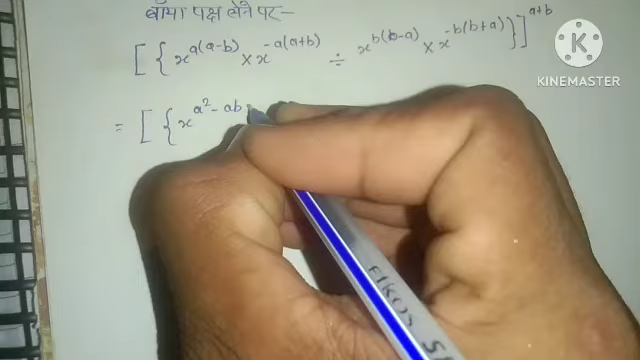 बाँया पक्ष लेने पर:-
[ { x^a(a-b) × x^-a(a+b) ÷ x^b(b-a) × x^-b(b+a) } ]^a+b
= [ { x^a²-ab
K
KINEMASTER